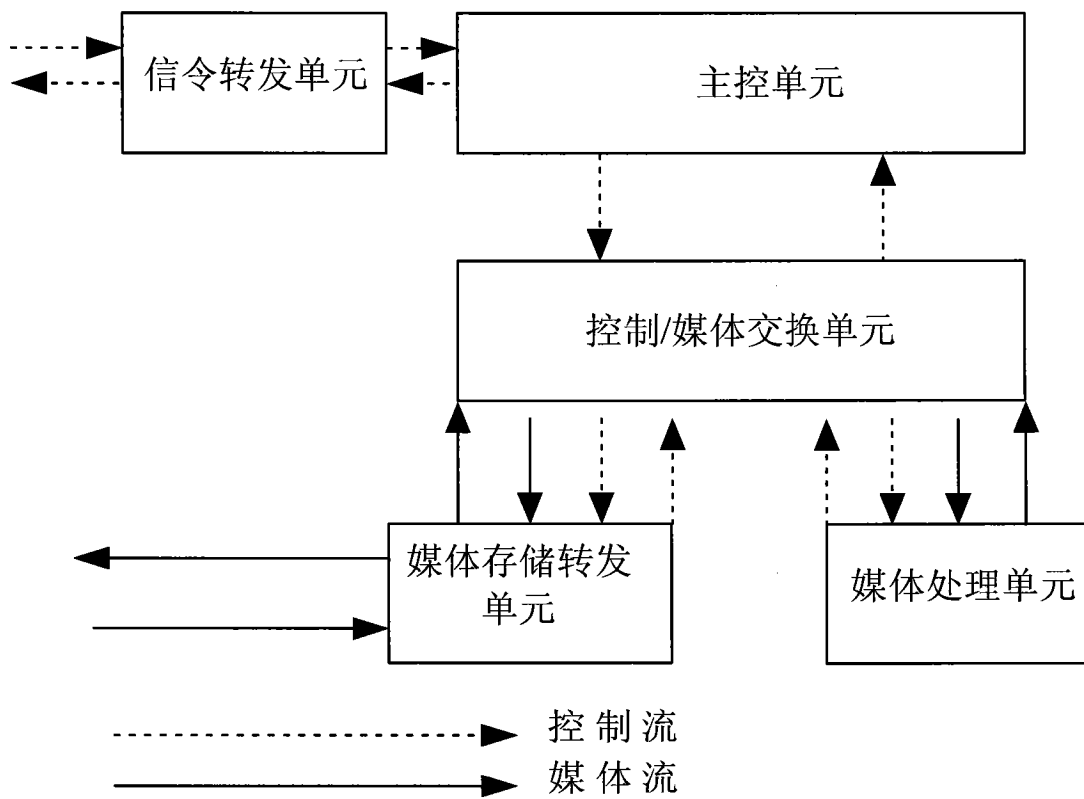 信令转发单元
主控单元
控制/媒体交换单元
媒体存储转发
单元
媒体处理单元
控制流
媒体流